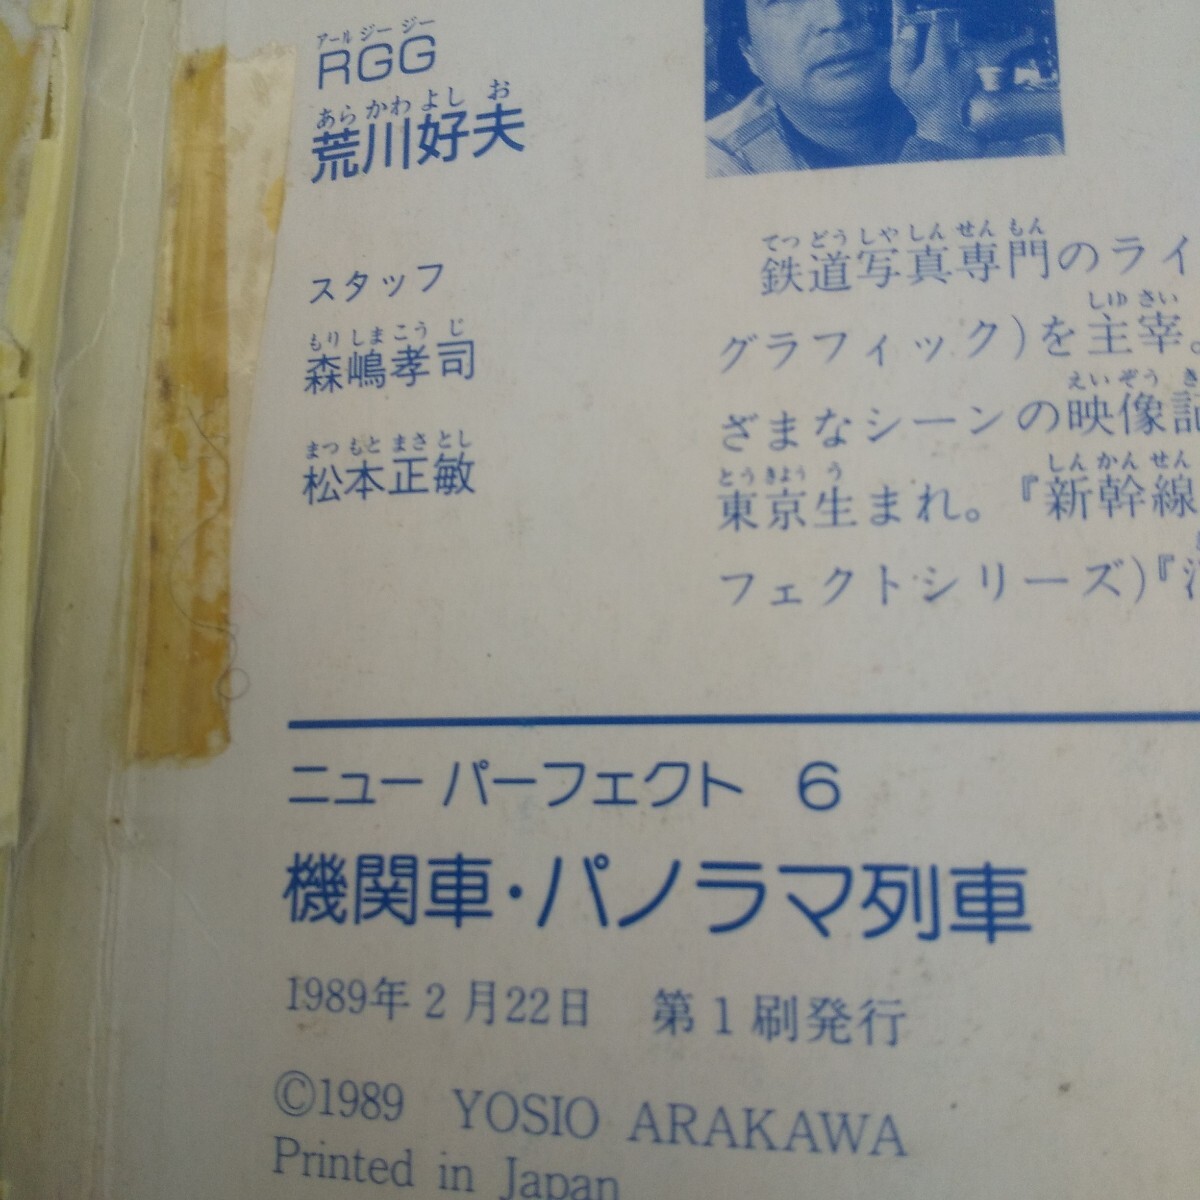 アールジージー
RGG
あらかわよしお
荒川好夫
スタッフ
もりしまこうじ
森嶋孝司
まつもとまさとし
松本正敏
てつどうしゃしんせんもん
鉄道写真専門のライ
しゆさい
グラフィック)を主宰。
えいぞうき
ざまなシーンの映像記
とうきようう しんかんせん
東京生まれ。『新幹線
フェクトシリーズ)『
ニューパーフェクト 6
機関車・パノラマ列車
1989年2月22日 第1刷発行
©1989 YOSIO ARAKAWA
Printed in Japan